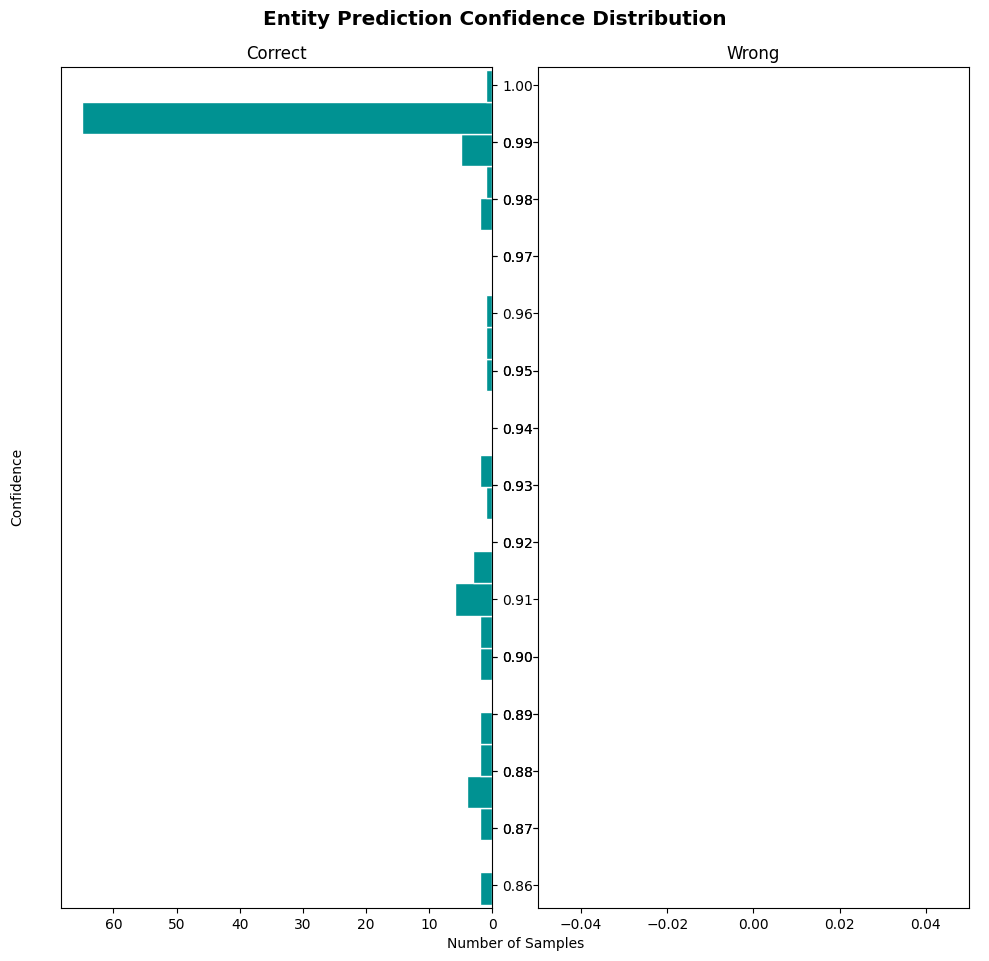 Entity Prediction Confidence Distribution
Correct
Wrong
1.00
0.99
0.98
0.97
0.96
0.95
0.94
0.93
0.92
0.91
0.90
0.89
0.88
0.87
0.86
Confidence
60 50 40 30 20 10 0
−0.04 −0.02 0.00 0.02 0.04
Number of Samples